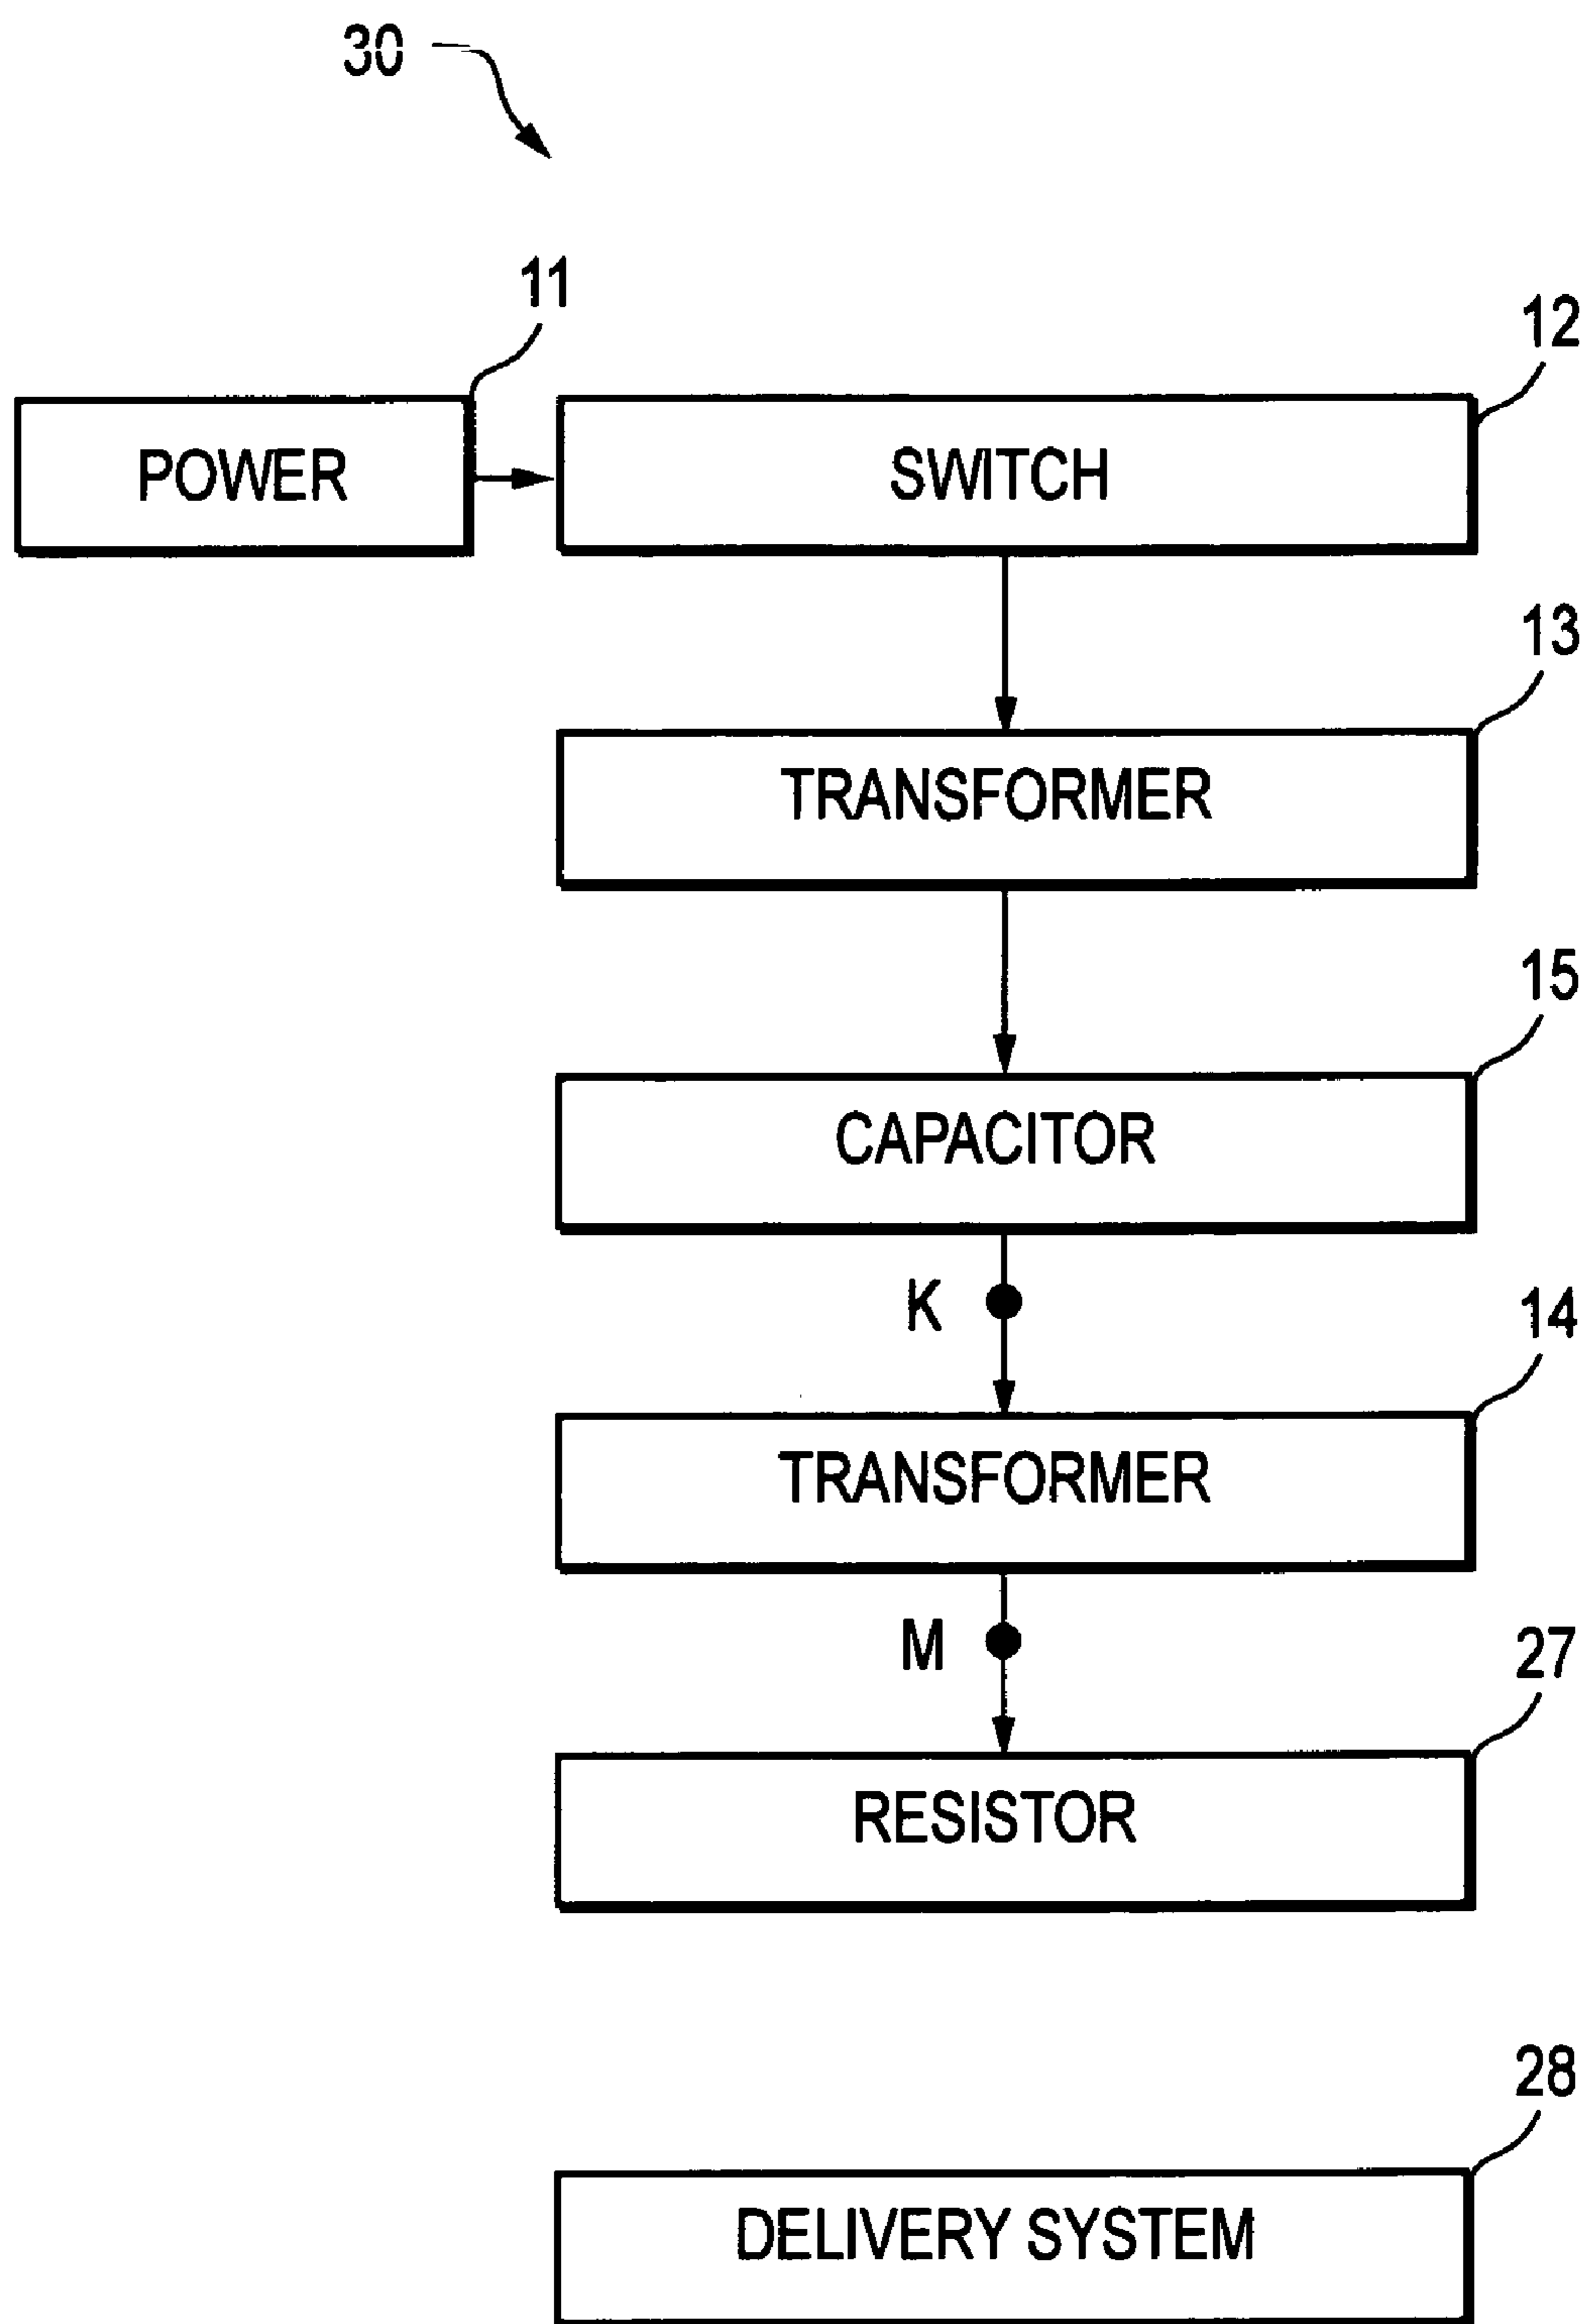 30
11
12
POWER
SWITCH
13
TRANSFORMER
15
CAPACITOR
K
14
TRANSFORMER
M
27
RESISTOR
28
DELIVERY SYSTEM